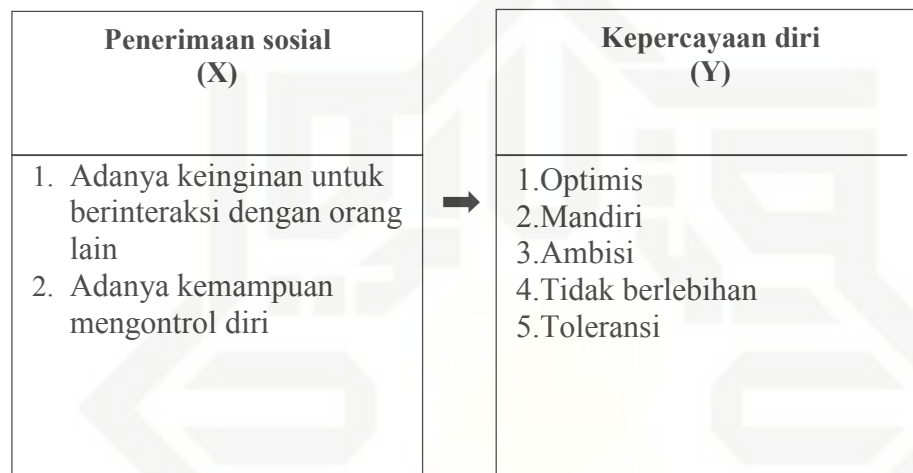 Penerimaan sosial
(X)
1. Adanya keinginan untuk
berinteraksi dengan orang
lain
2. Adanya kemampuan
mengontrol diri
Kepercayaan diri
(Y)
1.Optimis
2.Mandiri
3.Ambisi
4.Tidak berlebihan
5.Toleransi